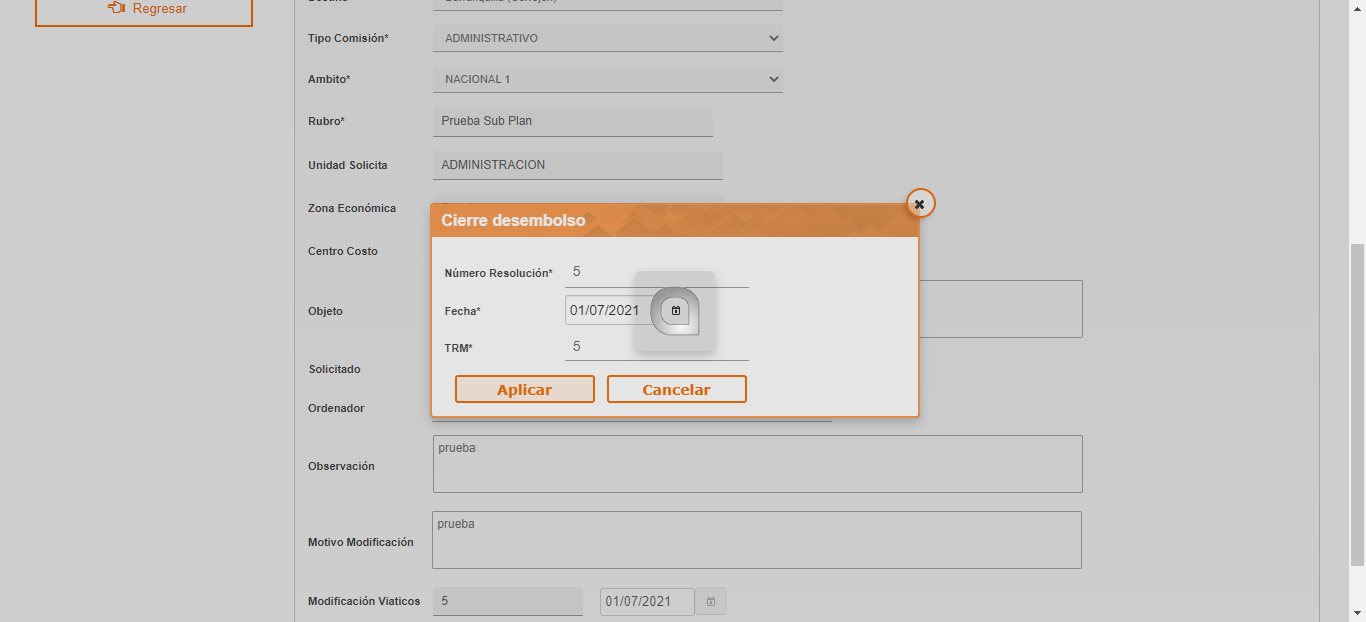 Regresar
Tipo Comisión* ADMINISTRATIVO
Ambito* NACIONAL 1
Rubro* Prueba Sub Plan
Unidad Solicita ADMINISTRACION
Zona Económica
Cierre desembolso
Centro Costo
Número Resolución* 5
Objeto
Fecha* 01/07/2021
TRM* 5
Solicitado
Aplicar Cancelar
Ordenador
Observación prueba
Motivo Modificación prueba
Modificación Viaticos 5 01/07/2021